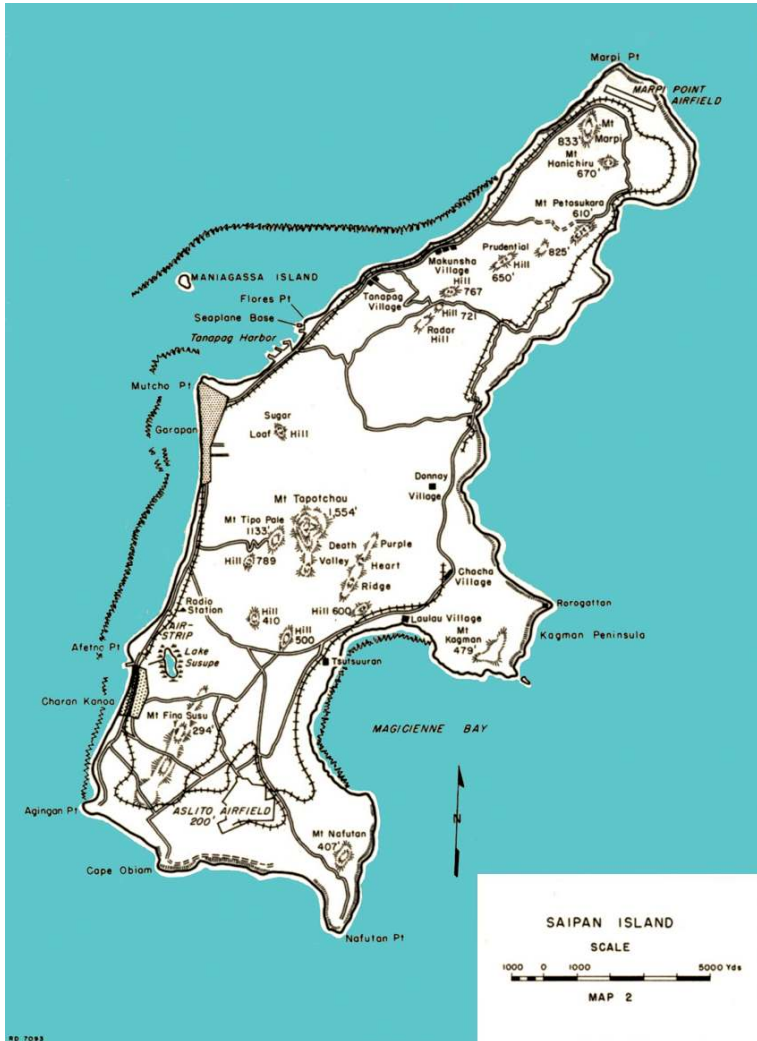 Marpi Pt
MARPI POINT
AIRFIELD
Mt
Marpi
833'
Mt
Hanichiru
670'
Mt Petosukara
610'
Prudential
Hill
650'
825'
Makunsha
Village
Hill
767
MANIAGASSA ISLAND
Flores Pt
Tanapag
Village
Seaplane Base
Hill
721
Radar
Hill
Tanapag Harbor
Mutcho Pt
Garapan
Sugar
Loaf Hill
Donnay
Village
Mt Tapotchau
1,554'
Mt Tipo Pale
1133'
Death
Valley
Purple
Heart
Ridge
Hill 789
Chacha
Village
Radio
Station
Hill
410
Hill 600
Laulau Village
Rorogattan
Mt
Kagman
479'
Kagman Peninsula
AIR-
STRIP
Hill
500
Afetna Pt
Lake
Susupe
Tsutsuuran
Charan Kanoa
Mt Fina Susu
294'
MAGICIENNE BAY
Agingan Pt
ASLITO AIRFIELD
200'
N
Mt Nafutan
407'
Cape Obiam
Nafutan Pt
SAIPAN ISLAND
SCALE
1000 0 1000 5000 Yds
MAP 2
RD 7093